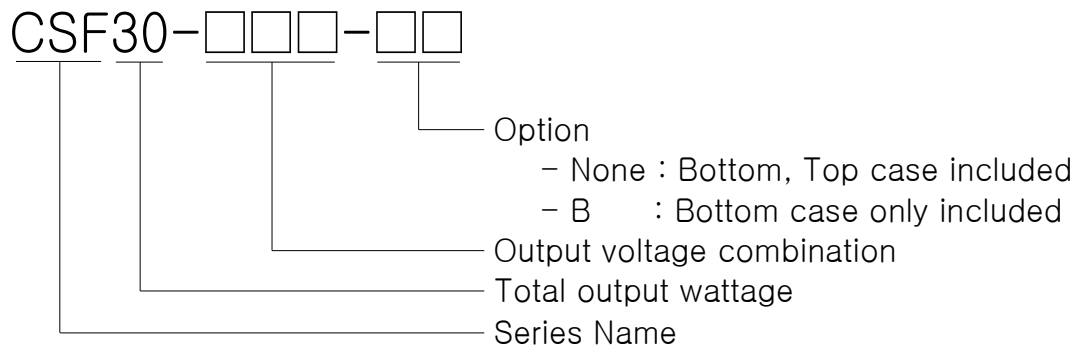 CSF30-□□□-□□
Option
- None : Bottom, Top case included
- B : Bottom case only included
Output voltage combination
Total output wattage
Series Name